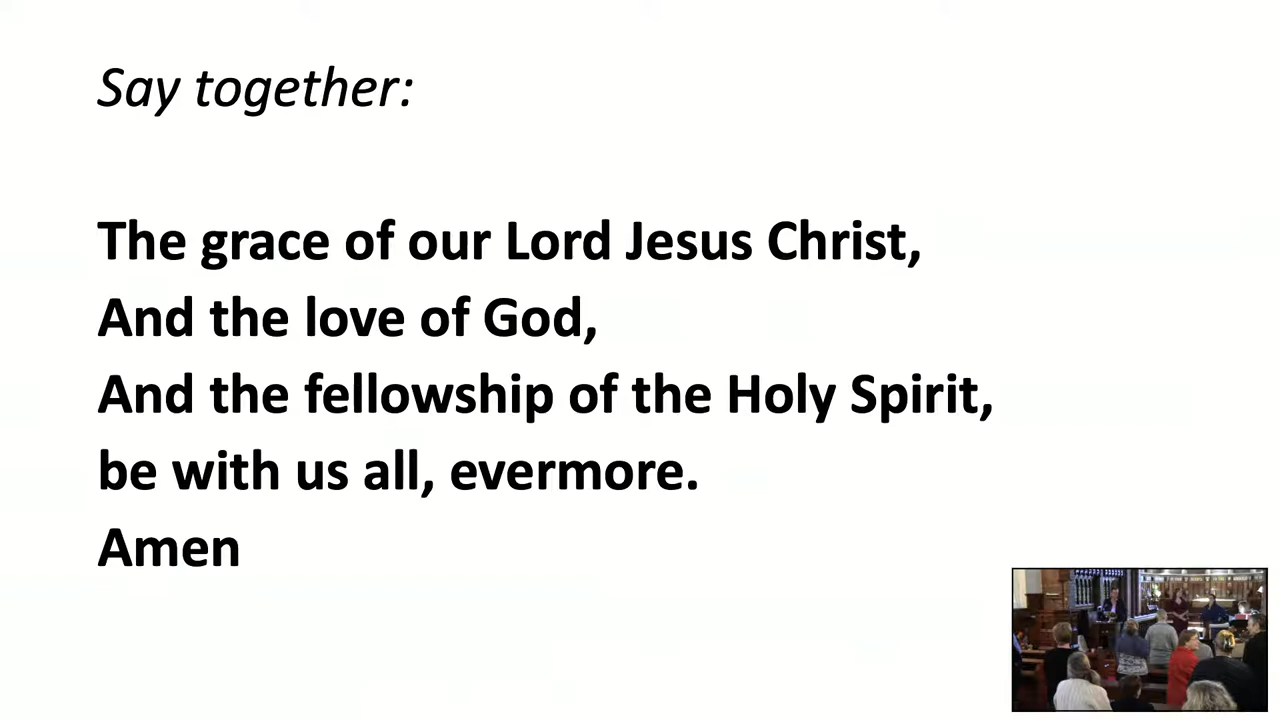 Say together:
The grace of our Lord Jesus Christ,
And the love of God,
And the fellowship of the Holy Spirit,
be with us all, evermore.
Amen